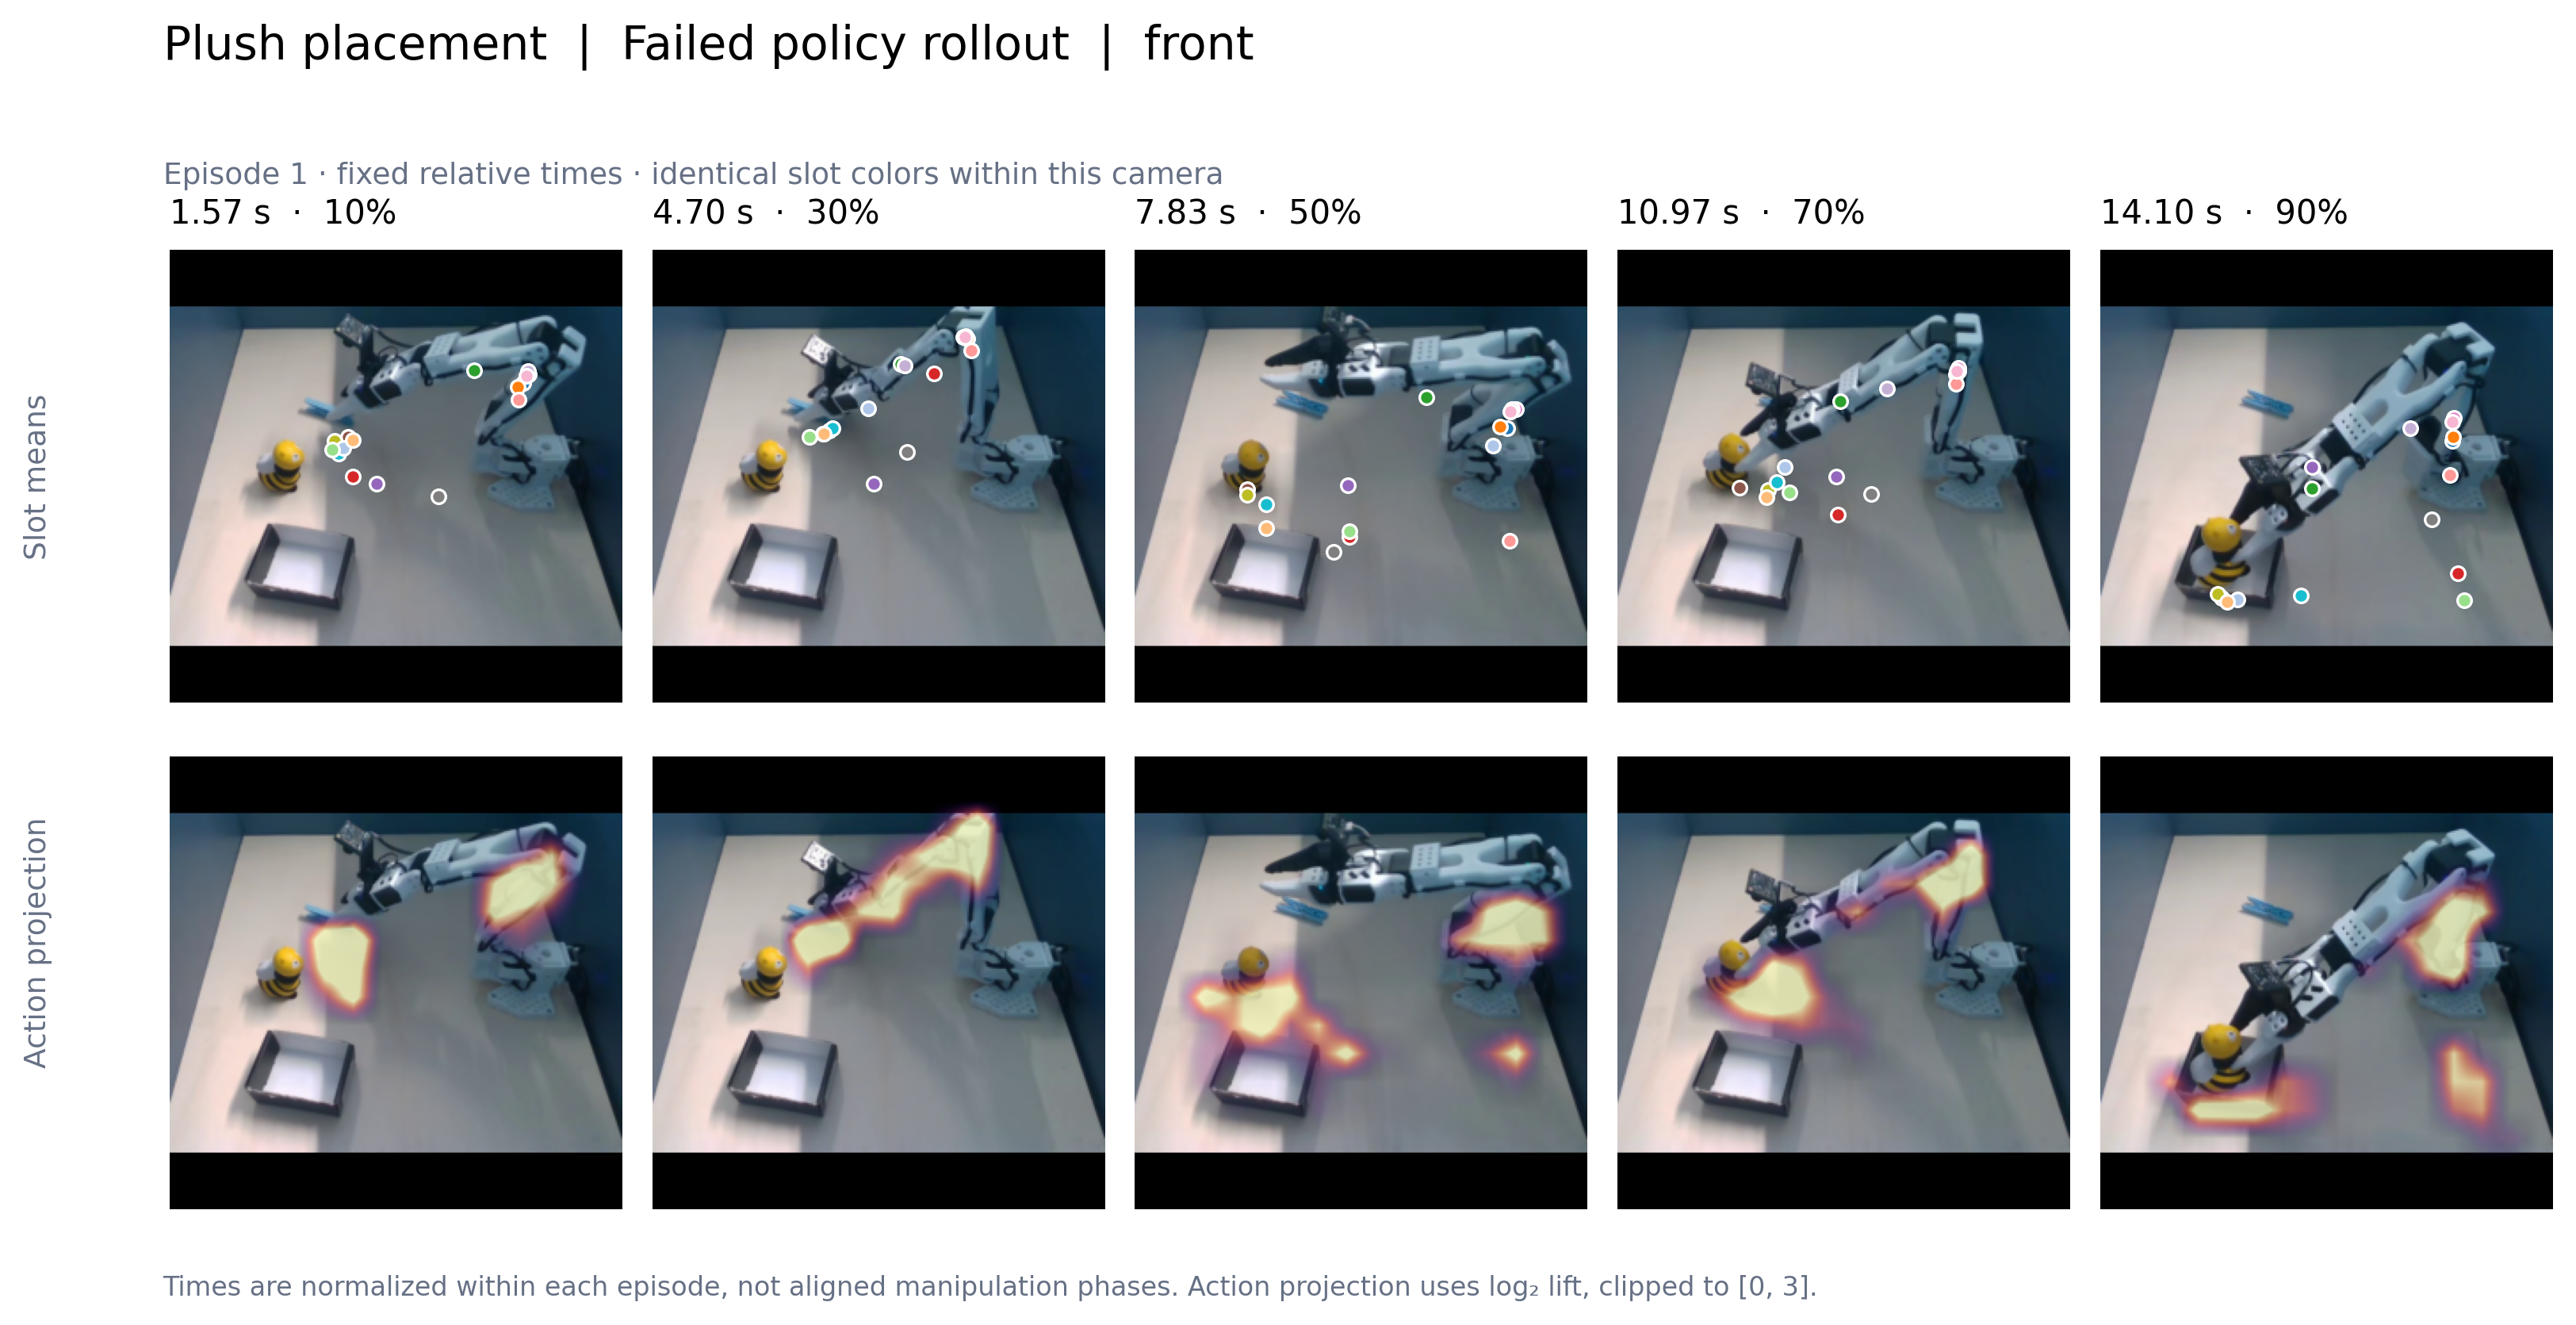 Plush placement | Failed policy rollout | front
Episode 1 · fixed relative times · identical slot colors within this camera
1.57 s · 10%
4.70 s · 30%
7.83 s · 50%
10.97 s · 70%
14.10 s · 90%
Slot means
Action projection
Times are normalized within each episode, not aligned manipulation phases. Action projection uses log₂ lift, clipped to [0, 3].